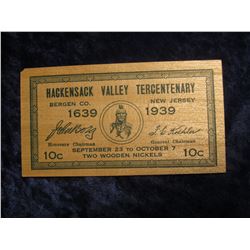 HACKENSACK VALLEY TERCENTENARY
BERGEN CO. NEW JERSEY
1639 1939
Honorary Chairman General Chairman
SEPTEMBER 23 TO OCTOBER 7
10c TWO WOODEN NICKELS 10c